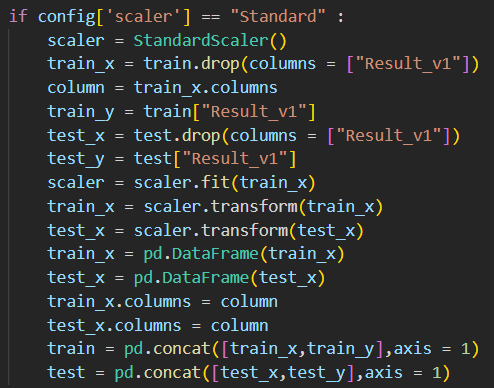 if config['scaler'] == "Standard" :
    scaler = StandardScaler()
    train_x = train.drop(columns = ["Result_v1"])
    column = train_x.columns
    train_y = train["Result_v1"]
    test_x = test.drop(columns = ["Result_v1"])
    test_y = test["Result_v1"]
    scaler = scaler.fit(train_x)
    train_x = scaler.transform(train_x)
    test_x = scaler.transform(test_x)
    train_x = pd.DataFrame(train_x)
    test_x = pd.DataFrame(test_x)
    train_x.columns = column
    test_x.columns = column
    train = pd.concat([train_x,train_y],axis = 1)
    test = pd.concat([test_x,test_y],axis = 1)